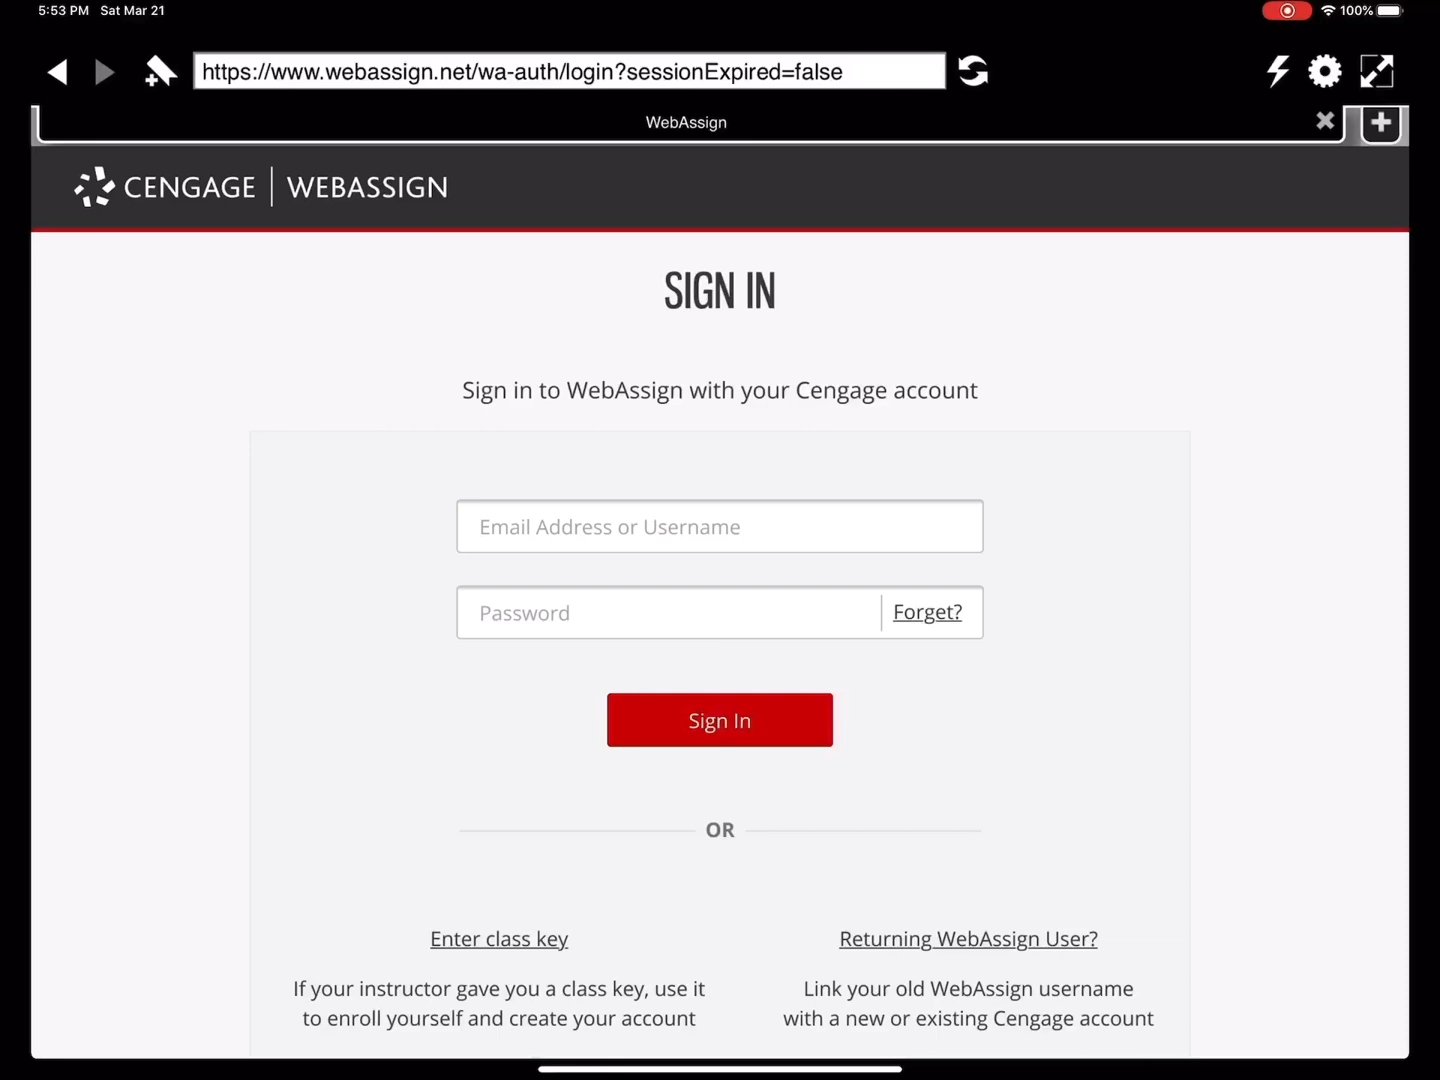 5:53 PM Sat Mar 21
100%
https://www.webassign.net/wa-auth/login?sessionExpired=false
WebAssign
CENGAGE | WEBASSIGN
SIGN IN
Sign in to WebAssign with your Cengage account
Email Address or Username
Password
Forget?
Sign In
OR
Enter class key
If your instructor gave you a class key, use it
to enroll yourself and create your account
Returning WebAssign User?
Link your old WebAssign username
with a new or existing Cengage account